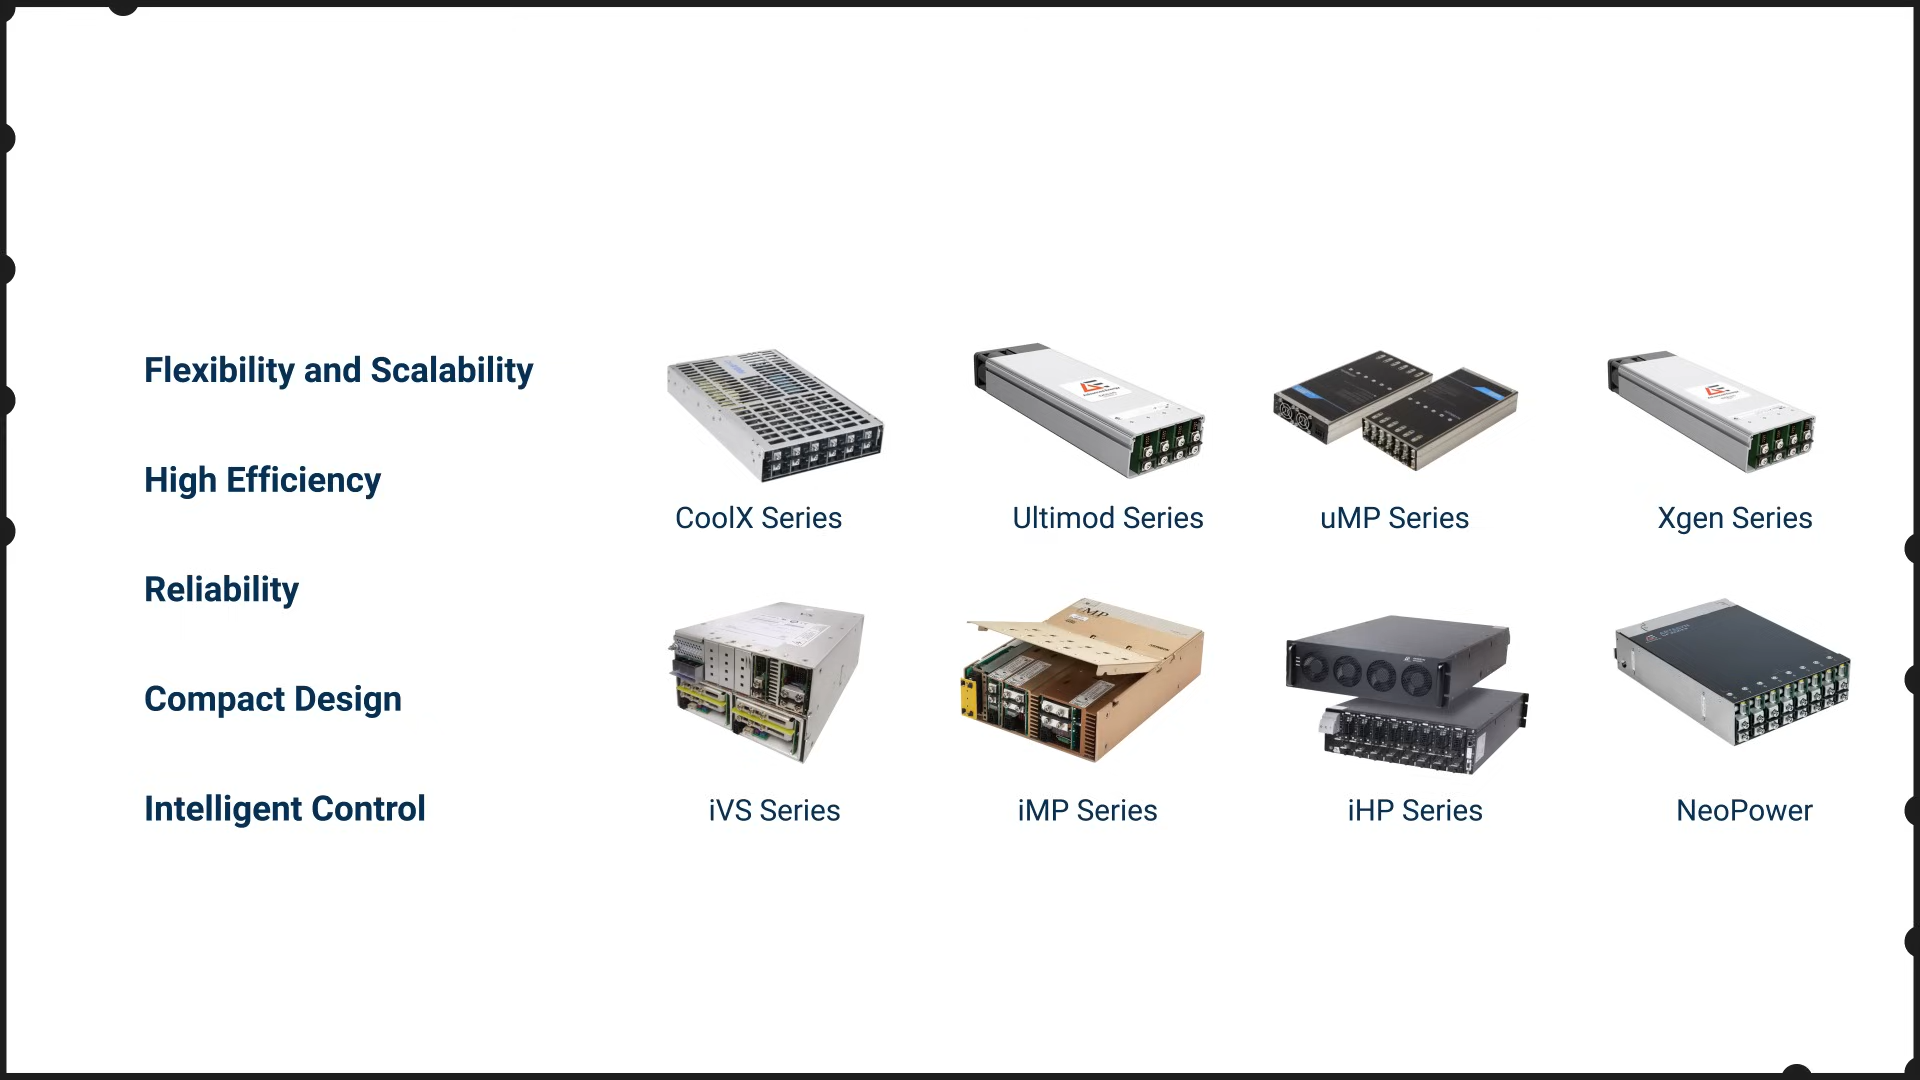 Flexibility and Scalability
High Efficiency
Reliability
Compact Design
Intelligent Control
CoolX Series
Ultimod Series
uMP Series
Xgen Series
MP
iVS Series
iMP Series
iHP Series
NeoPower